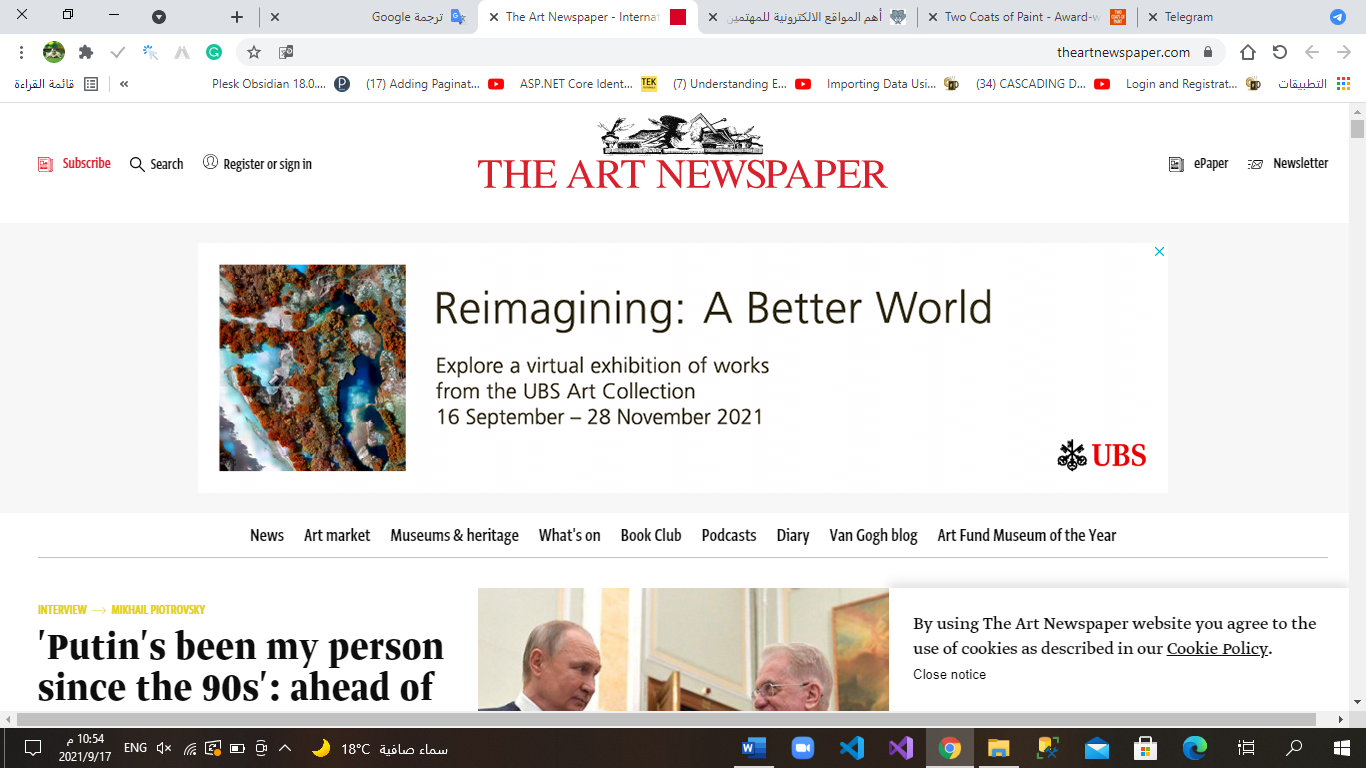 Google ترجمة
The Art Newspaper - Internat
أهم المواقع الالكترونية للمهتمين
Two Coats of Paint - Award-w
Telegram
theartnewspaper.com
قائمة القراءة
«
Plesk Obsidian 18.0....
(17) Adding Paginat...
ASP.NET Core Ident...
(7) Understanding E...
Importing Data Usi...
(34) CASCADING D...
Login and Registrat...
التطبيقات
Subscribe
Search
Register or sign in
THE ART NEWSPAPER
ePaper
Newsletter
Reimagining: A Better World
Explore a virtual exhibition of works
from the UBS Art Collection
16 September – 28 November 2021
UBS
News Art market Museums & heritage What's on Book Club Podcasts Diary Van Gogh blog Art Fund Museum of the Year
INTERVIEW → MIKHAIL PIOTROVSKY
'Putin's been my person
since the 90s': ahead of
By using The Art Newspaper website you agree to the
use of cookies as described in our Cookie Policy.
Close notice
10:54 م
2021/9/17
ENG
18°C سماء صافية